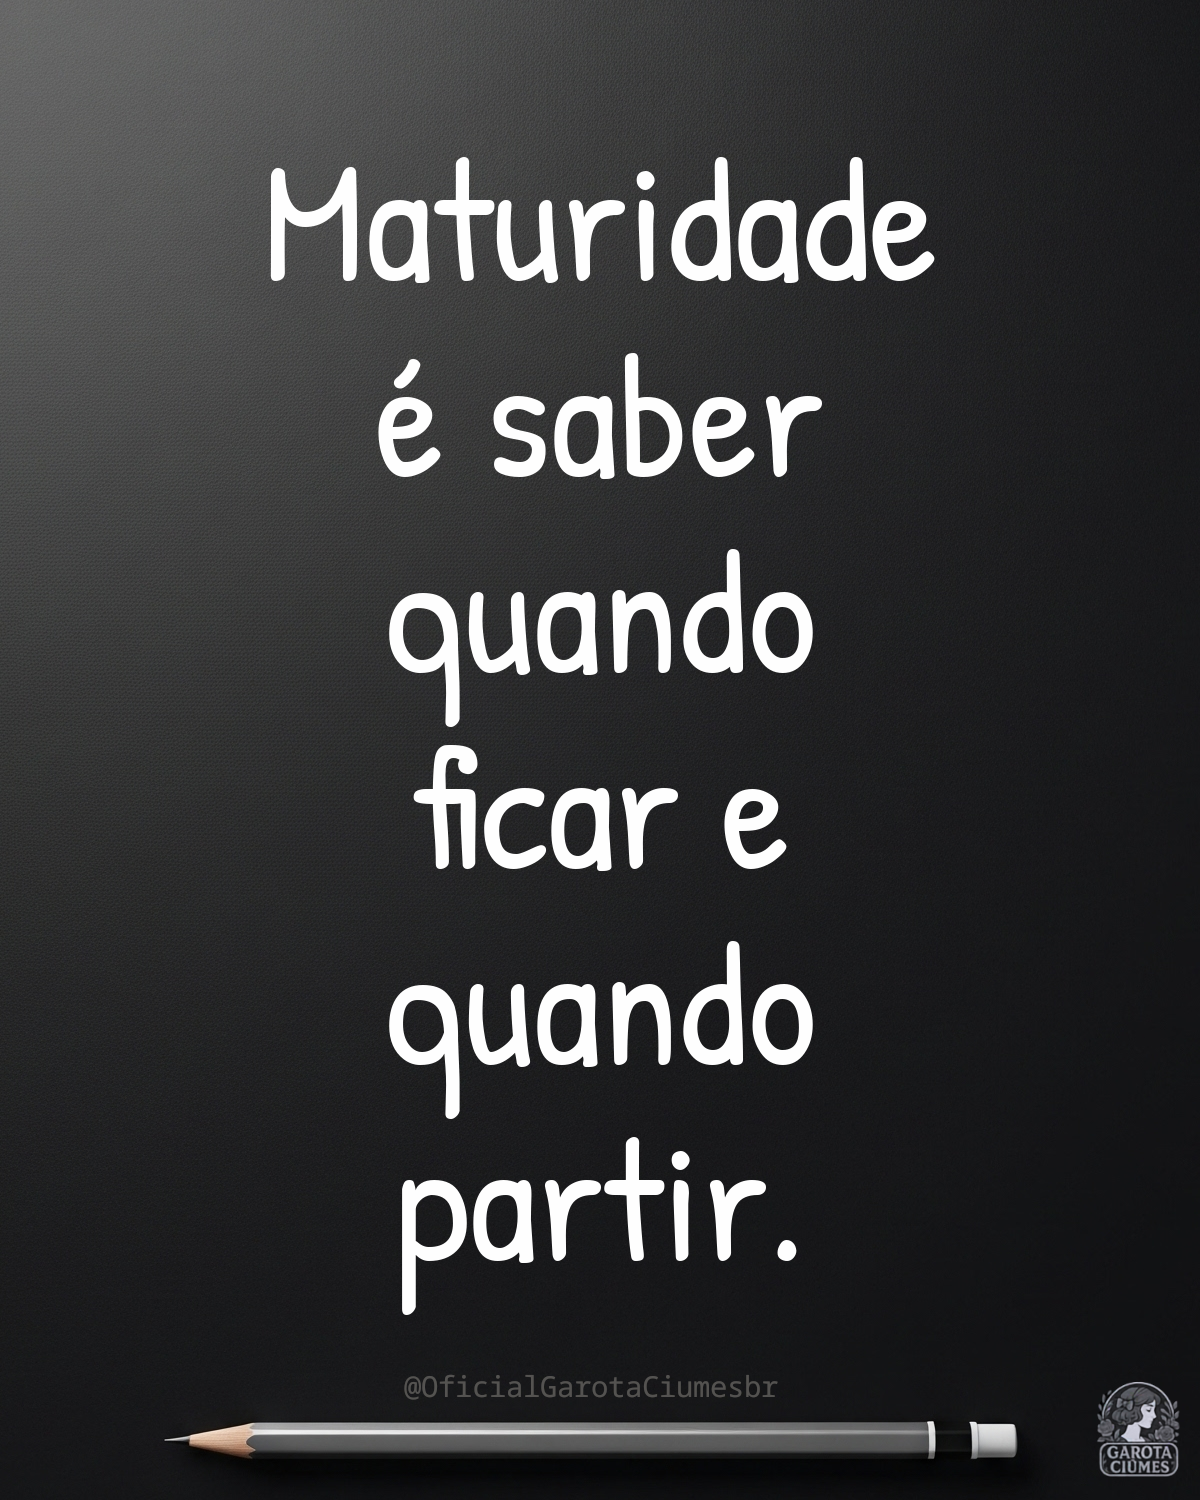 Maturidade
é saber
quando
ficar e
quando
partir.
@OficialGarotaCiumesbr
GAROTA
CIÚMES